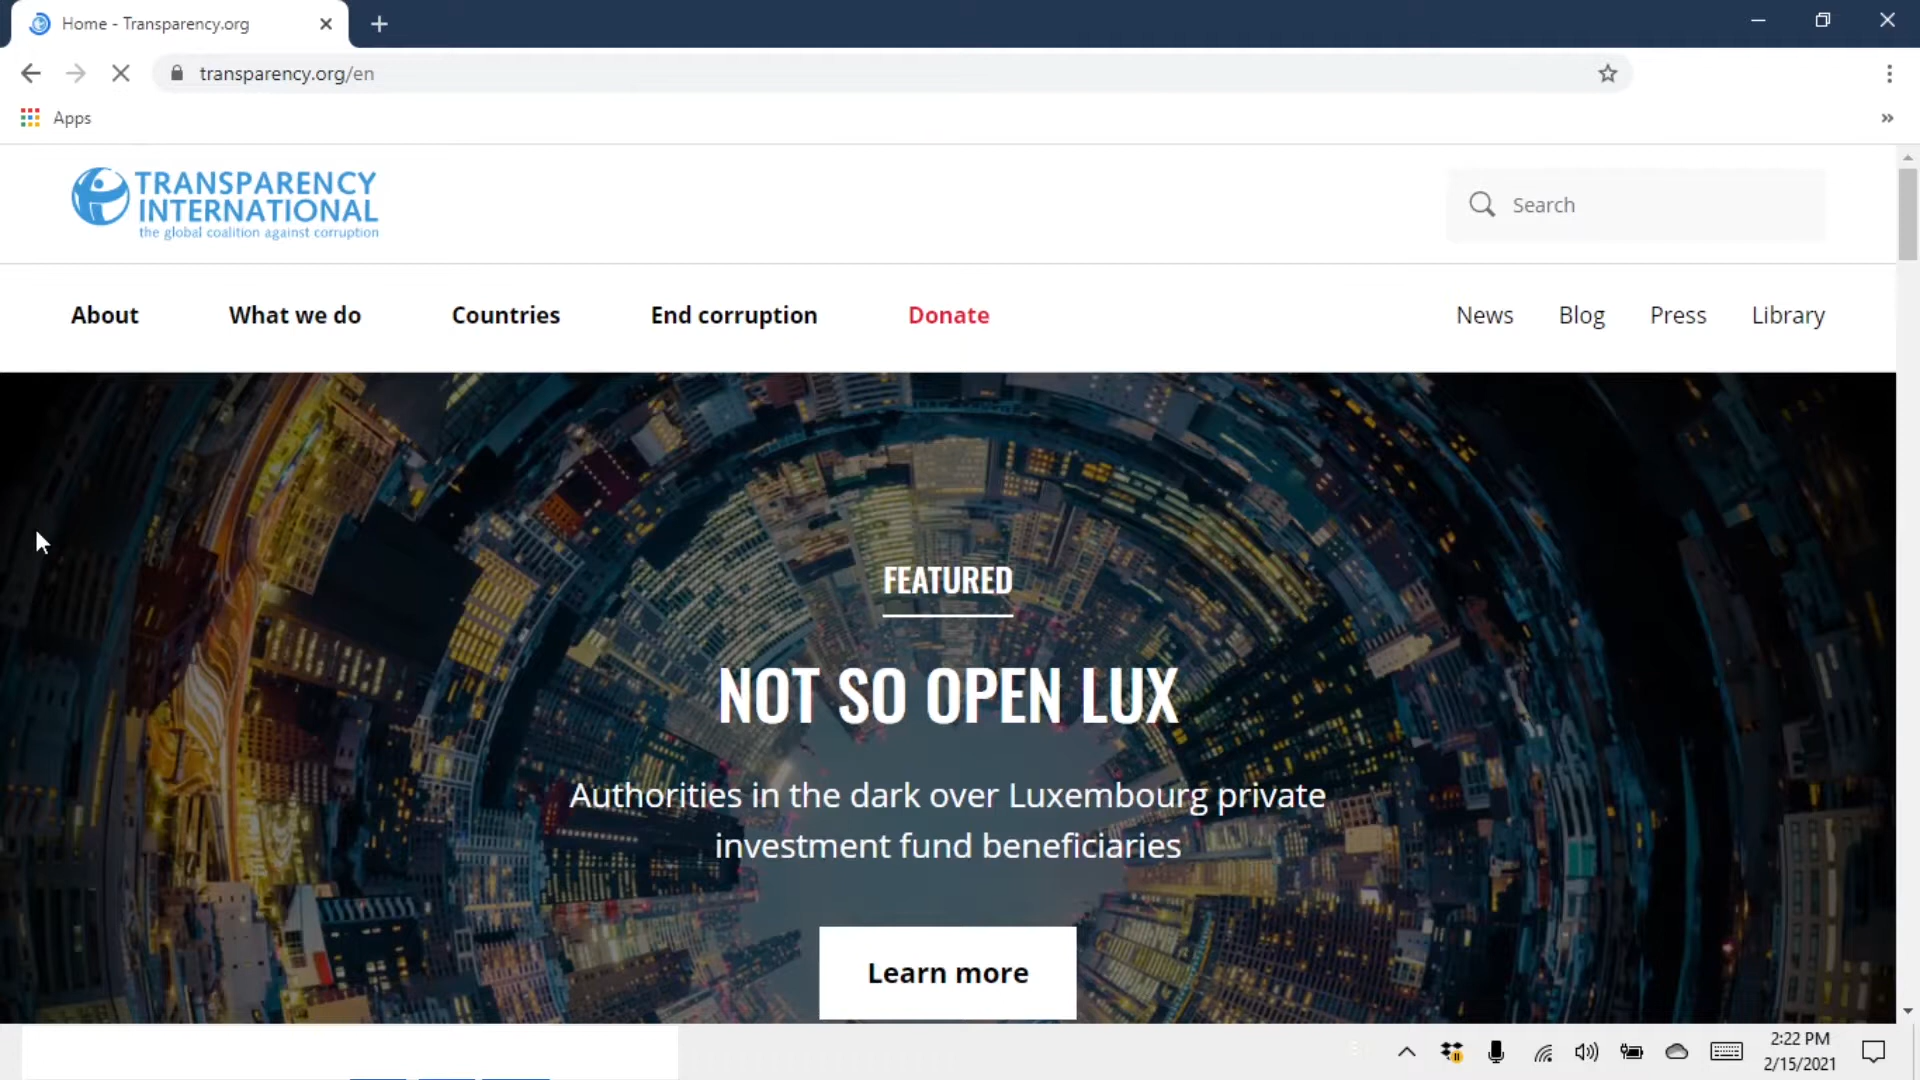 Home - Transparency.org
transparency.org/en
Apps
TRANSPARENCY
INTERNATIONAL
the global coalition against corruption
Search
About What we do Countries End corruption Donate News Blog Press Library
FEATURED
NOT SO OPEN LUX
Authorities in the dark over Luxembourg private
investment fund beneficiaries
Learn more
2:22 PM
2/15/2021